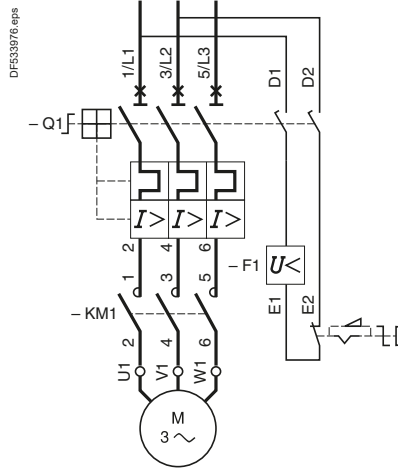 DF533976.eps
1/L1
3/L2
5/L3
D1
D2
– Q1
I>
I>
I>
2
4
6
– F1
U<
1
3
5
E1
E2
– KM1
2
4
6
U1
V1
W1
M
3